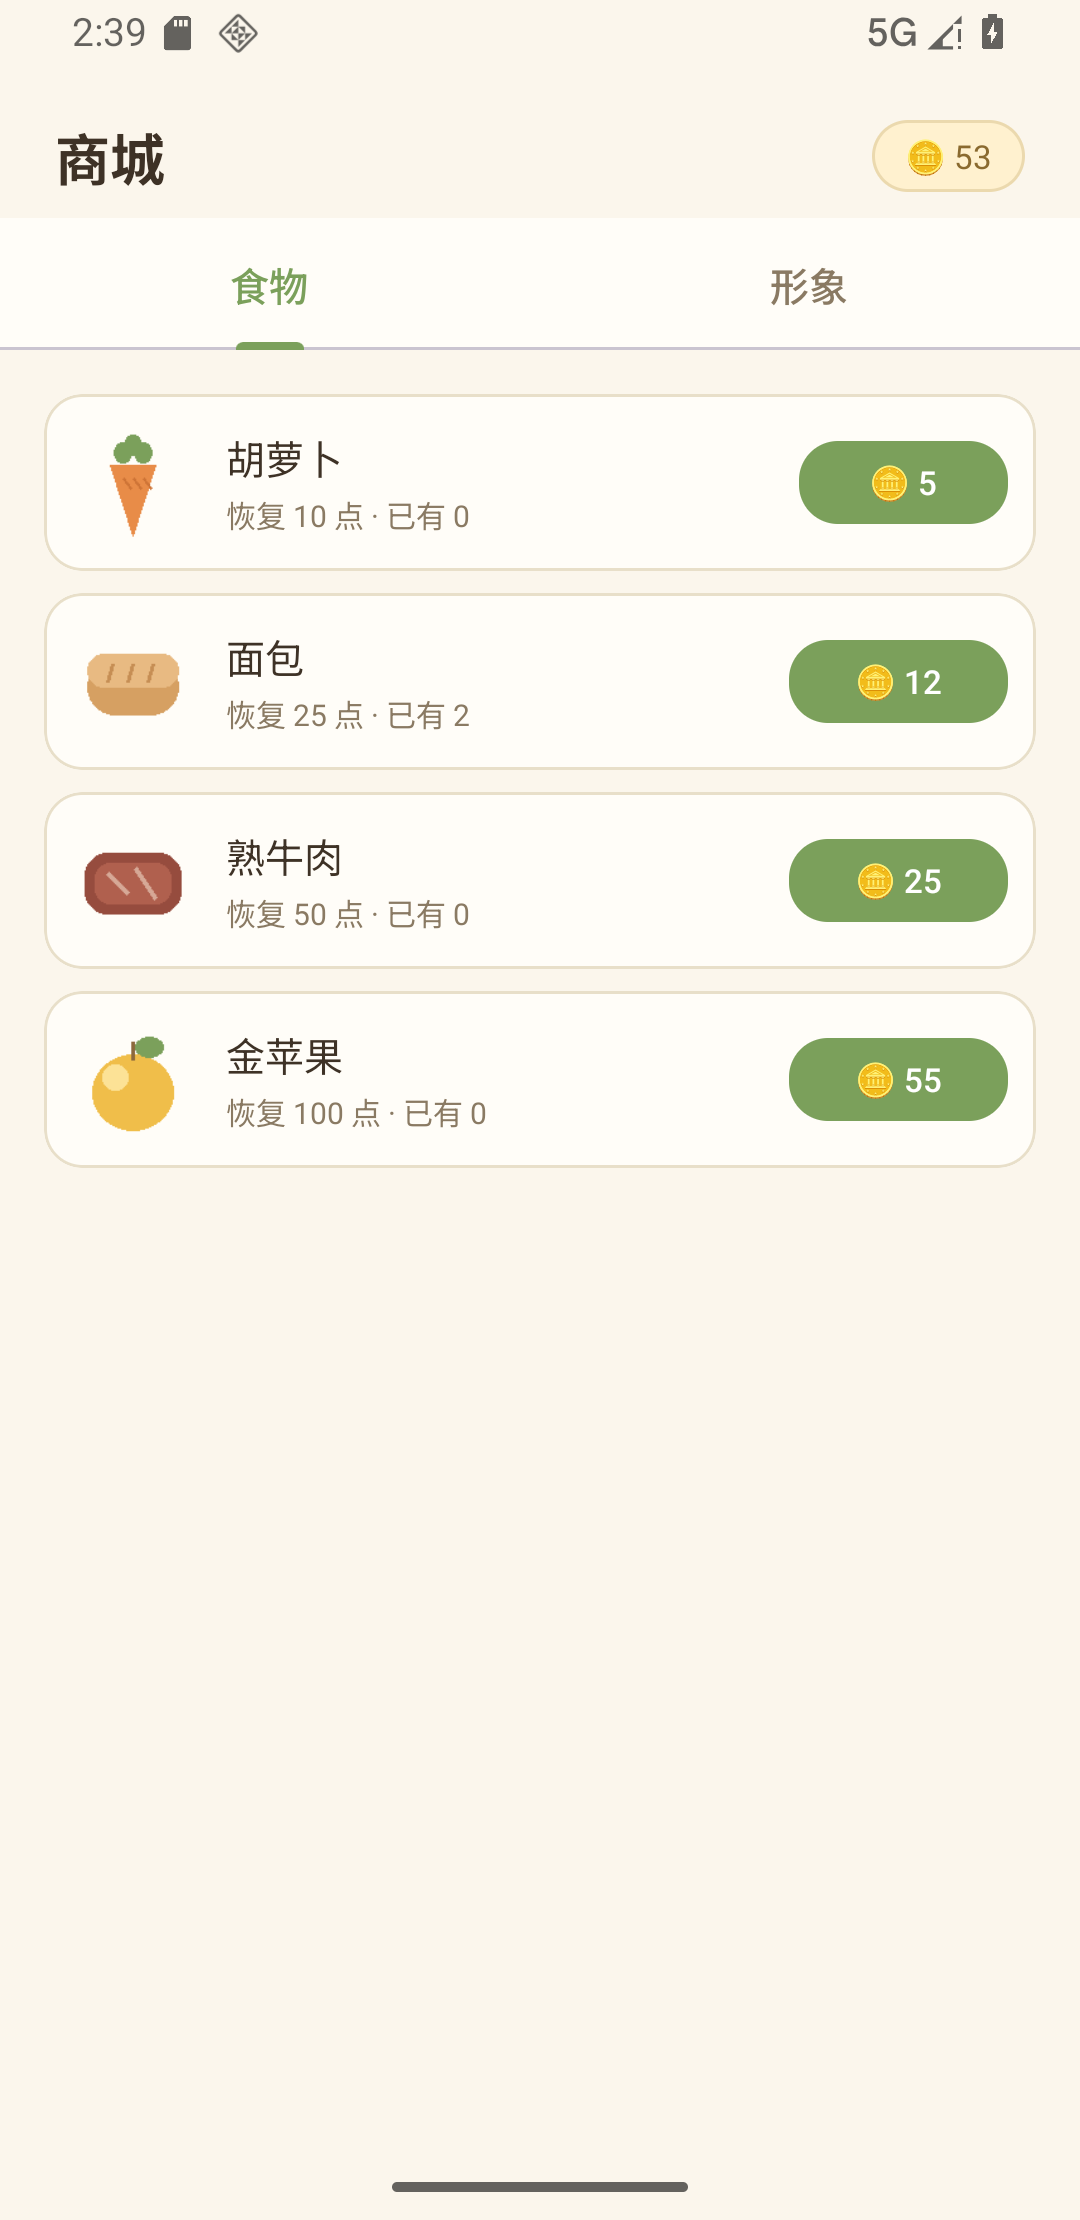 2:39
5G
商城
53
食物
形象
胡萝卜
恢复 10 点 · 已有 0
5
面包
恢复 25 点 · 已有 2
12
熟牛肉
恢复 50 点 · 已有 0
25
金苹果
恢复 100 点 · 已有 0
55